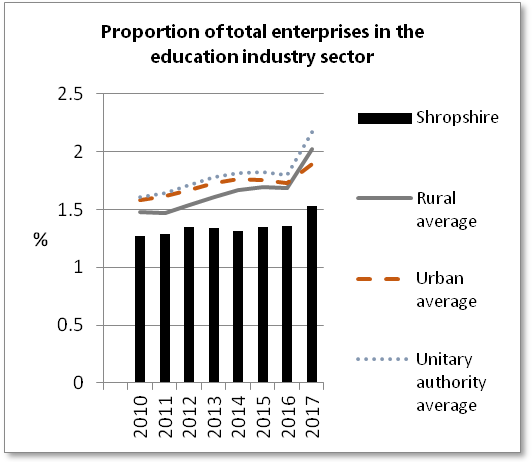 Proportion of total enterprises in the
education industry sector
2.5
2
1.5
1
0.5
0
%
2010
2011
2012
2013
2014
2015
2016
2017
Shropshire
Rural
average
Urban
average
Unitary
authority
average